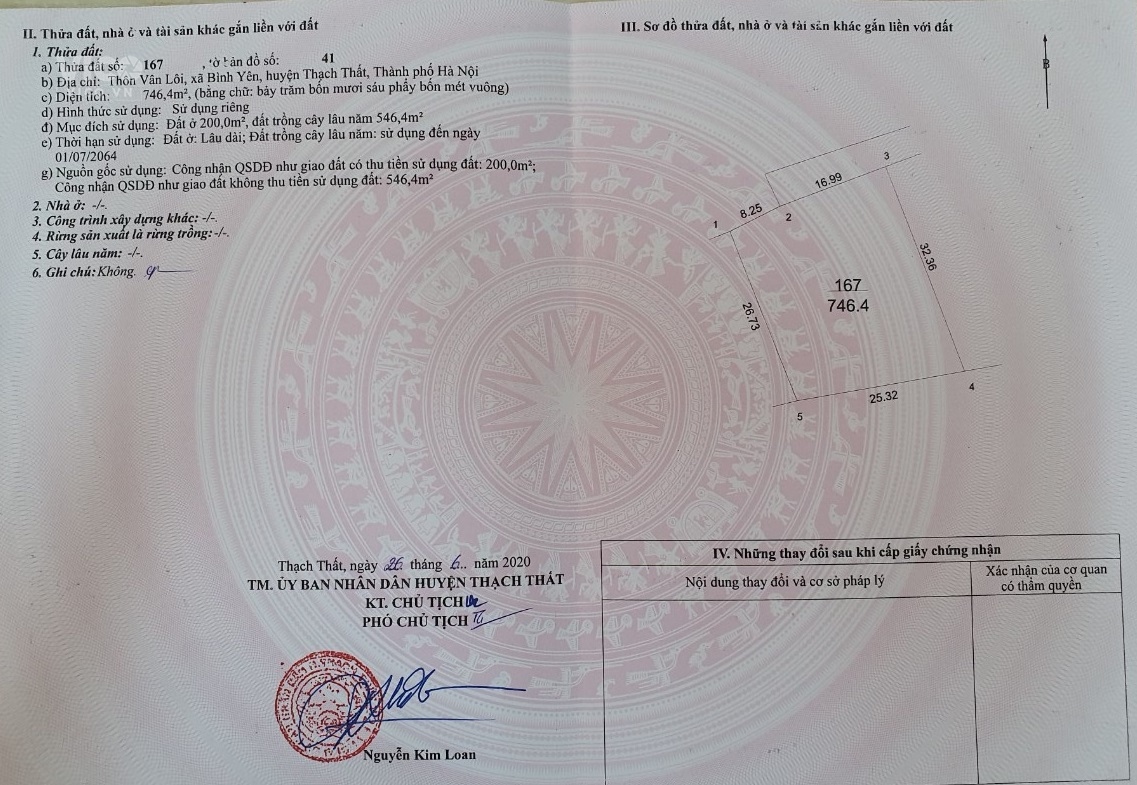 II. Thửa đất, nhà ở và tài sản khác gắn liền với đất
1. Thửa đất:
a) Thửa đất số: 167 , tờ bản đồ số: 41
b) Địa chỉ: Thôn Vân Lôi, xã Bình Yên, huyện Thạch Thất, Thành phố Hà Nội
c) Diện tích: 746,4m², (bằng chữ: bảy trăm bốn mươi sáu phẩy bốn mét vuông)
d) Hình thức sử dụng: Sử dụng riêng
đ) Mục đích sử dụng: Đất ở 200,0m², đất trồng cây lâu năm 546,4m²
e) Thời hạn sử dụng: Đất ở: Lâu dài; Đất trồng cây lâu năm: sử dụng đến ngày
01/07/2064
g) Nguồn gốc sử dụng: Công nhận QSDĐ như giao đất có thu tiền sử dụng đất: 200,0m²;
Công nhận QSDĐ như giao đất không thu tiền sử dụng đất: 546,4m²
2. Nhà ở: -/-.
3. Công trình xây dựng khác: -/-.
4. Rừng sản xuất là rừng trồng: -/-.
5. Cây lâu năm: -/-.
6. Ghi chú: Không.
Thạch Thất, ngày 26 tháng 6.. năm 2020
TM. ỦY BAN NHÂN DÂN HUYỆN THẠCH THẤT
KT. CHỦ TỊCH
PHÓ CHỦ TỊCH
Nguyễn Kim Loan
III. Sơ đồ thửa đất, nhà ở và tài sản khác gắn liền với đất
B
3
16.99
8.25
2
1
32.36
167
746.4
26.73
4
25.32
5
IV. Những thay đổi sau khi cấp giấy chứng nhận
Nội dung thay đổi và cơ sở pháp lý
Xác nhận của cơ quan
có thẩm quyền